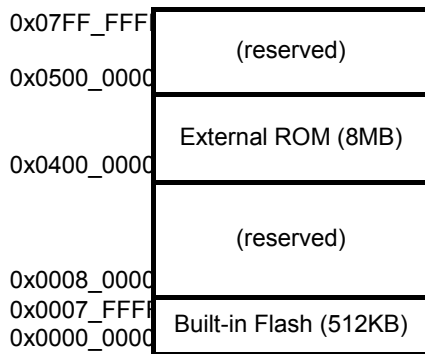 0x07FF_FFFF
(reserved)
0x0500_0000
External ROM (8MB)
0x0400_0000
(reserved)
0x0008_0000
0x0007_FFFF
Built-in Flash (512KB)
0x0000_0000